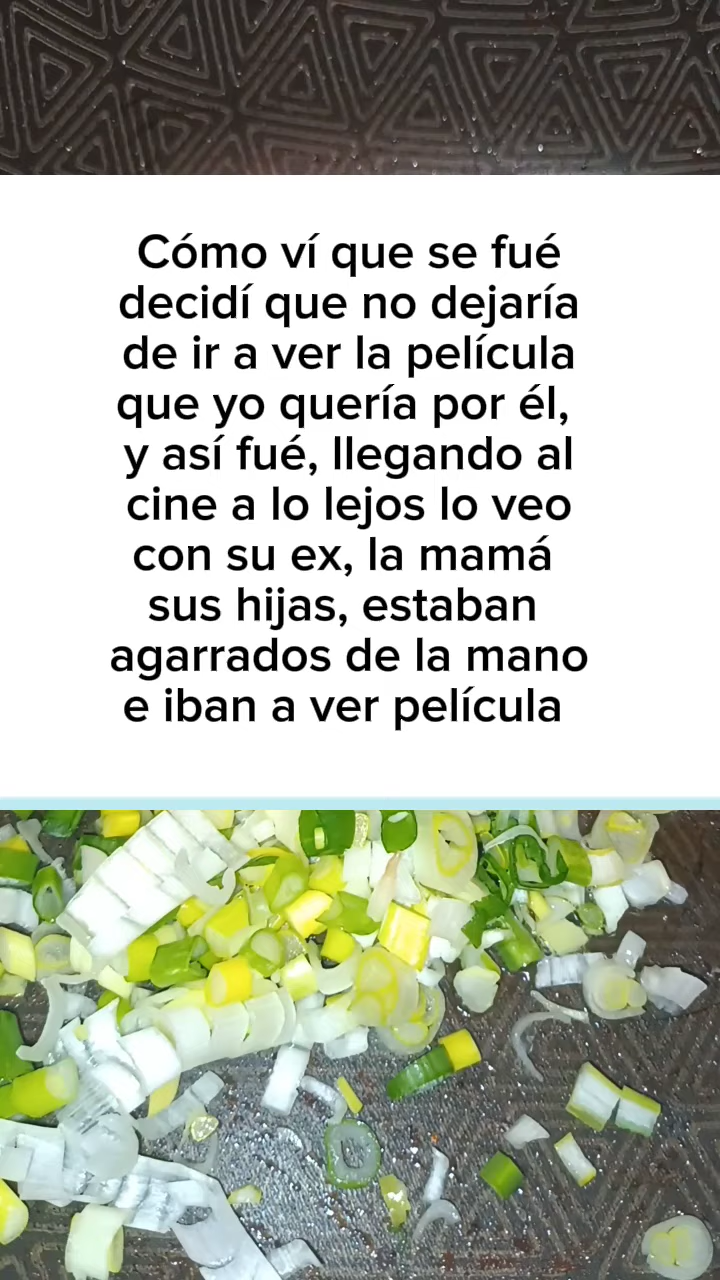 Cómo ví que se fué
decidí que no dejaría
de ir a ver la película
que yo quería por él,
y así fué, llegando al
cine a lo lejos lo veo
con su ex, la mamá
sus hijas, estaban
agarrados de la mano
e iban a ver película